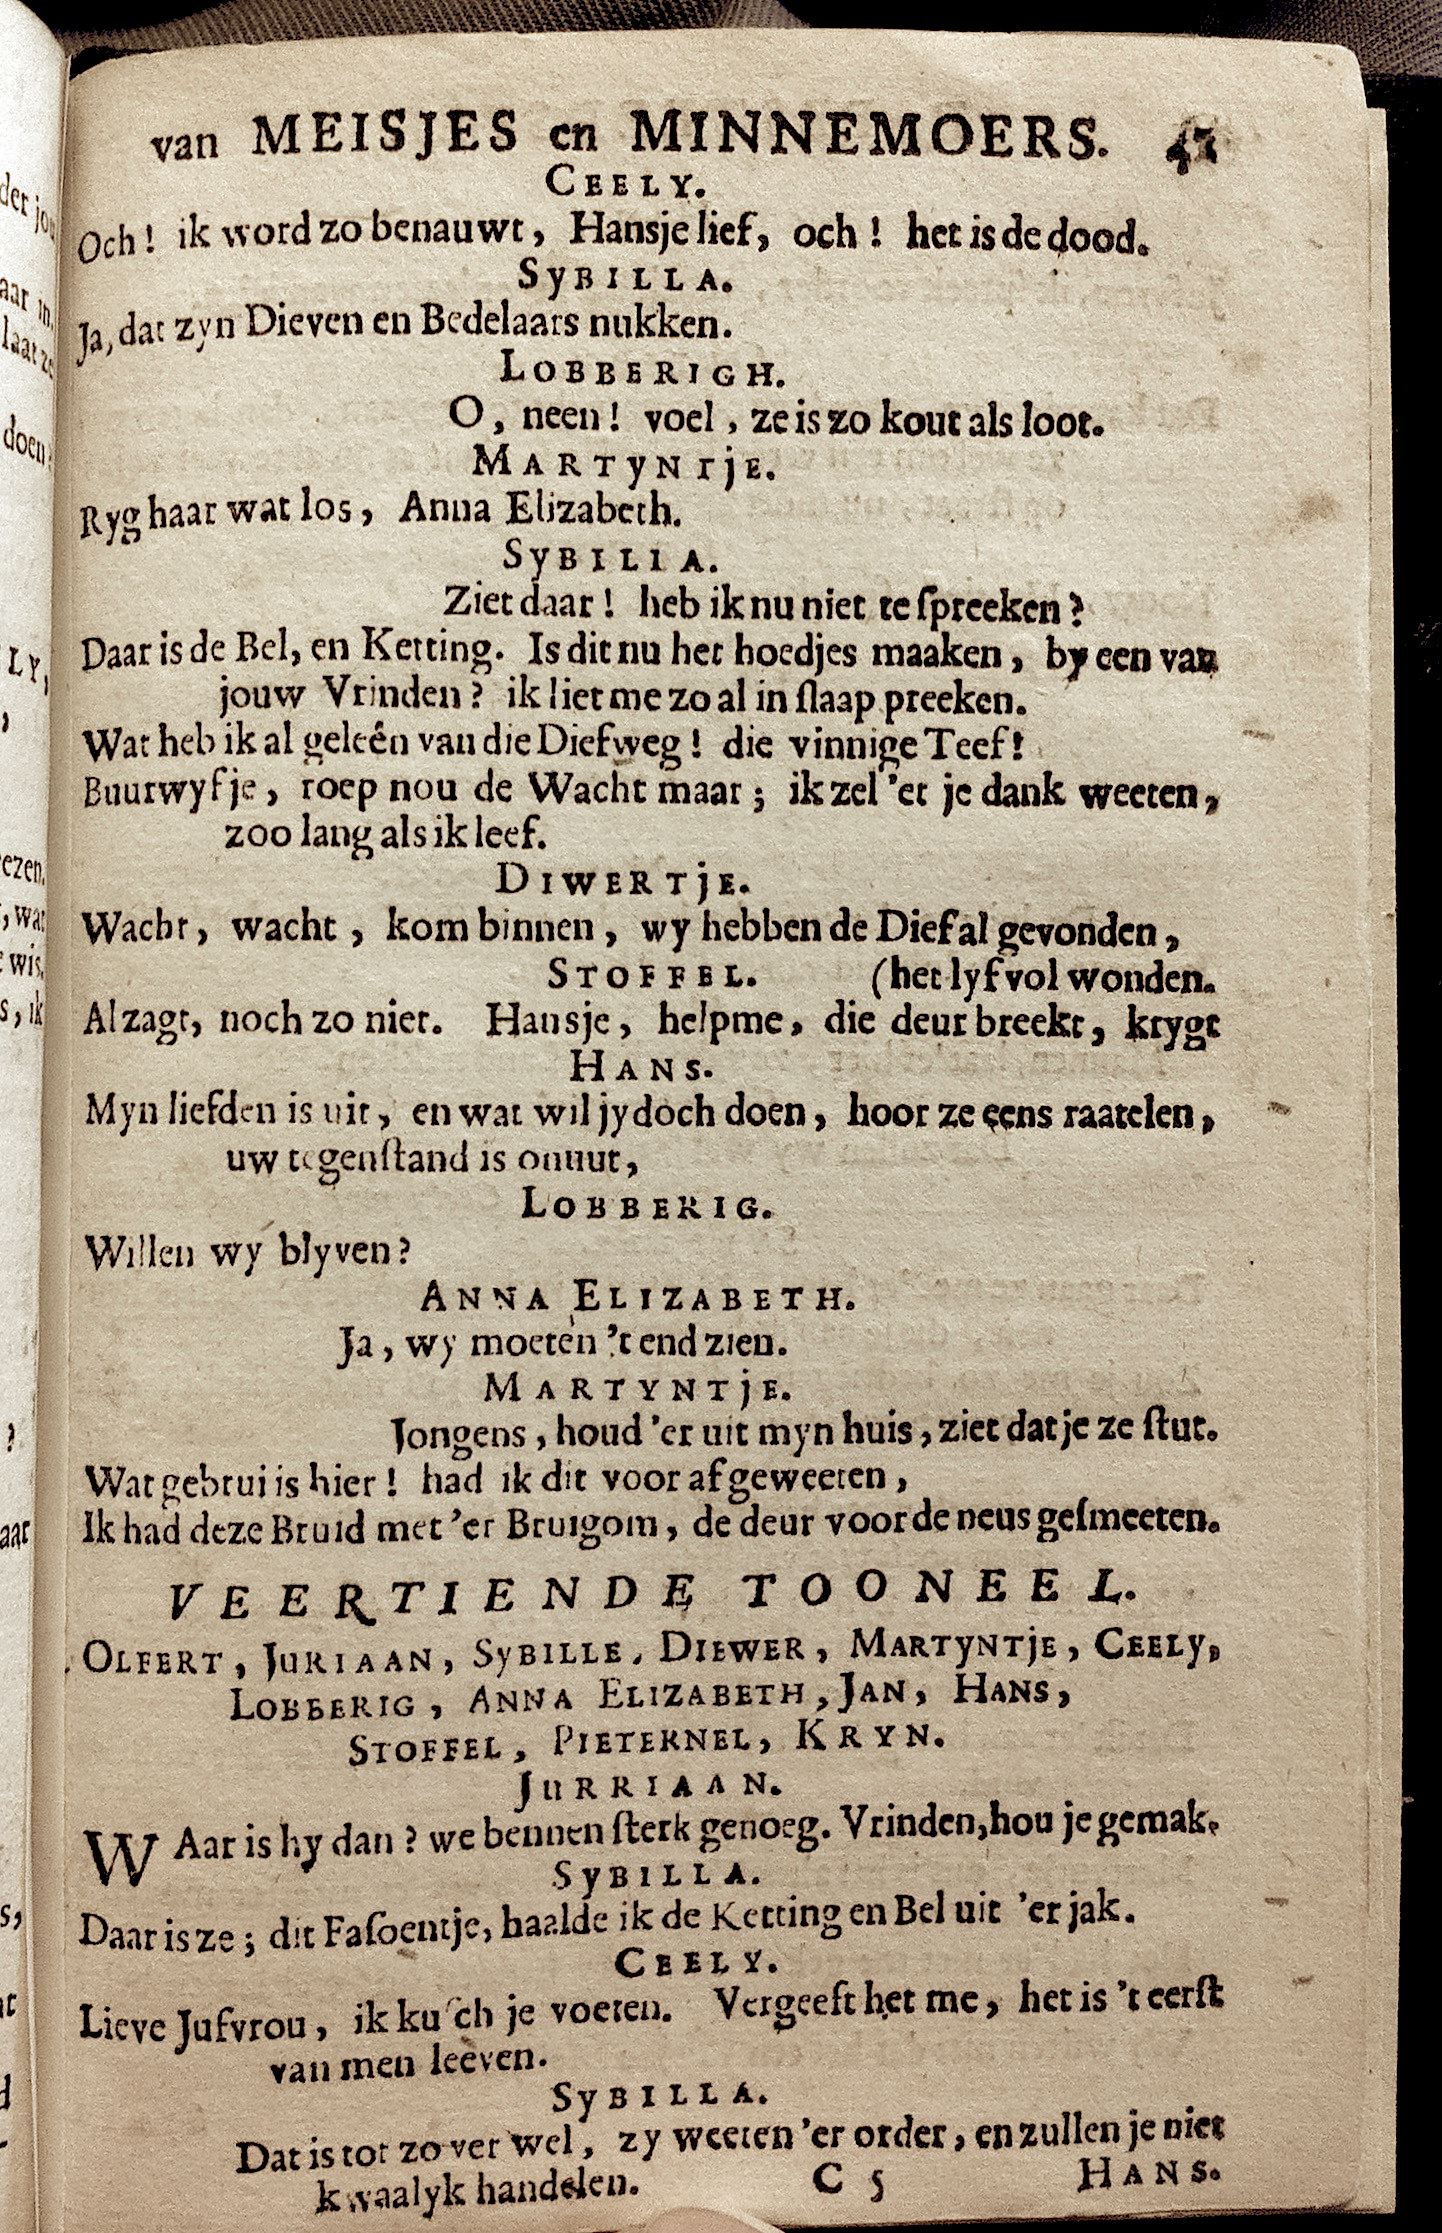 van MEISJES en MINNEMOERS.
CEELY.
Och! ik word zo benauwt, Hansje lief, och! het is de dood.
SyBILLA.
Ja, dat zyn Dieven en Bedelaars nukken.
LOBBERIGH.
O, neen! voel, ze is zo kout als loot.
MARTyNTjE.
Ryg haar wat los, Anna Elizabeth.
SyBILIA.
Ziet daar! heb ik nu niet te ſpreeken?
Daar is de Bel, en Ketting. Is dit nu het hoedjes maaken, by een van
jouw Vrinden? ik liet me zo al in ſlaap preeken.
Wat heb ik al geleên van die Diefweg! die vinnige Teef!
Buurwyfje, roep nou de Wacht maar; ik zel 'et je dank weeten,
zoo lang als ik leef.
DIWERTjE.
Wacht, wacht, kom binnen, wy hebben de Dief al gevonden,
STOFFEL. (het lyf vol wonden.
Al zagt, noch zo niet. Hansje, help me, die deur breekt, krygt
HANS.
Myn liefden is uit, en wat wil jy doch doen, hoor ze eens raatelen,
uw tegenſtand is onnut,
LOBBERIG.
Willen wy blyven?
ANNA ELIZABETH.
Ja, wy moeten 't end zien.
MARTYNTjE.
Jongens, houd 'er uit myn huis, ziet dat je ze ſtut.
Wat gebrui is hier! had ik dit voor af geweeten,
Ik had deze Bruid met 'er Bruigom, de deur voor de neus geſmeeten.
VEERTIENDE TOONEEL.
OLFERT, JURIAAN, SyBILLE, DIEWER, MARTyNTjE, CEELy,
LOBBERIG, ANNA ELIZABETH, JAN, HANS,
STOFFEL, PIETERNEL, KRYN.
JURRIAAN.
WAar is hy dan? we bennen ſterk genoeg. Vrinden, hou je gemak.
SyBILLA.
Daar is ze; dit Faſoentje, haalde ik de Ketting en Bel uit 'er jak.
CEELY.
Lieve Jufvrou, ik kuſch je voeten. Vergeeft het me, het is 't eerſt
van men leeven.
SyBILLA.
Dat is tot zo ver wel, zy weeten 'er order, en zullen je niet
kwaalyk handelen. C 5 HANS.